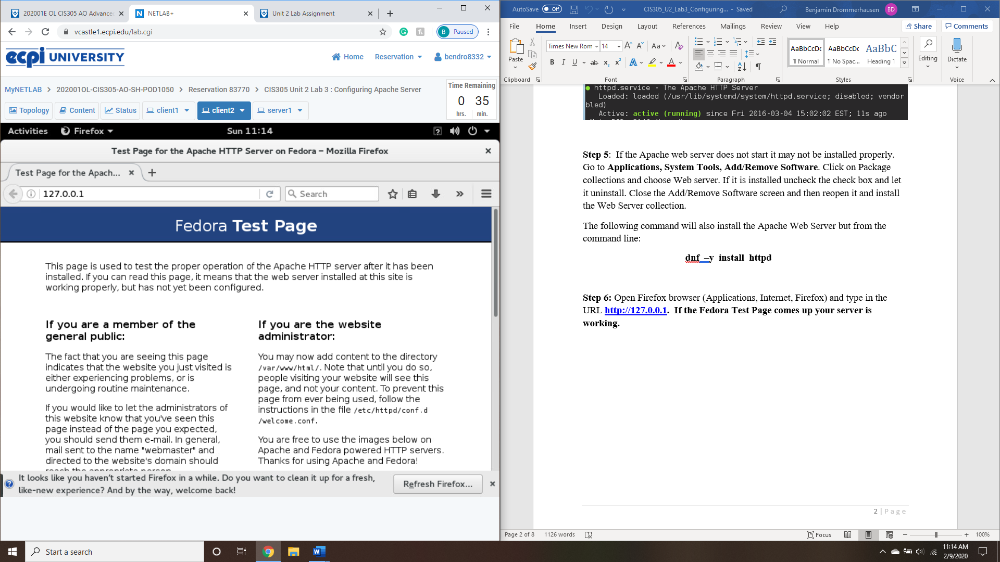 202001E OL CIS305 AO Advance
NETLAB+
Unit 2 Lab Assignment
vcastle1.ecpi.edu/lab.cgi
B Paused
ecpi UNIVERSITY
Home Reservation bendro8332
MyNETLAB > 202001OL-CIS305-AO-SH-POD1050 > Reservation 83770 > CIS305 Unit 2 Lab 3 : Configuring Apache Server
Time Remaining
0 35
hrs. min.
Topology Content Status client1 client2 server1
Activities Firefox Sun 11:14
Test Page for the Apache HTTP Server on Fedora – Mozilla Firefox
Test Page for the Apach...
127.0.0.1
Search
Fedora Test Page
This page is used to test the proper operation of the Apache HTTP server after it has been
installed. If you can read this page, it means that the web server installed at this site is
working properly, but has not yet been configured.
If you are a member of the
general public:
The fact that you are seeing this page
indicates that the website you just visited is
either experiencing problems, or is
undergoing routine maintenance.
If you would like to let the administrators of
this website know that you've seen this
page instead of the page you expected,
you should send them e-mail. In general,
mail sent to the name "webmaster" and
directed to the website's domain should
reach the appropriate person.
If you are the website
administrator:
You may now add content to the directory
/var/www/html/. Note that until you do so,
people visiting your website will see this
page, and not your content. To prevent this
page from ever being used, follow the
instructions in the file /etc/httpd/conf.d
/welcome.conf.
You are free to use the images below on
Apache and Fedora powered HTTP servers.
Thanks for using Apache and Fedora!
It looks like you haven't started Firefox in a while. Do you want to clean it up for a fresh,
like-new experience? And by the way, welcome back!
Refresh Firefox...
AutoSave Off
CIS305_U2_Lab3_Configuring... - Saved
Benjamin Drommerhausen BD
File Home Insert Design Layout References Mailings Review View Help
Share Comments
Paste
Times New Rom 14
B I U ab x₂ x²
Aa
AaBbCcDc AaBbCcDc AaBbC
¶ Normal ¶ No Spac... Heading 1
Editing
Dictate
Clipboard Font Paragraph Styles Voice
httpd.service - The Apache HTTP Server
Loaded: loaded (/usr/lib/systemd/system/httpd.service; disabled; vendor
bled)
Active: active (running) since Fri 2016-03-04 15:02:02 EST; 11s ago
Step 5: If the Apache web server does not start it may not be installed properly.
Go to Applications, System Tools, Add/Remove Software. Click on Package
collections and choose Web server. If it is installed uncheck the check box and let
it uninstall. Close the Add/Remove Software screen and then reopen it and install
the Web Server collection.
The following command will also install the Apache Web Server but from the
command line:
dnf –y install httpd
Step 6: Open Firefox browser (Applications, Internet, Firefox) and type in the
URL http://127.0.0.1. If the Fedora Test Page comes up your server is
working.
2 | Page
Page 2 of 8 1126 words
Focus
100%
Start a search
11:14 AM
2/9/2020